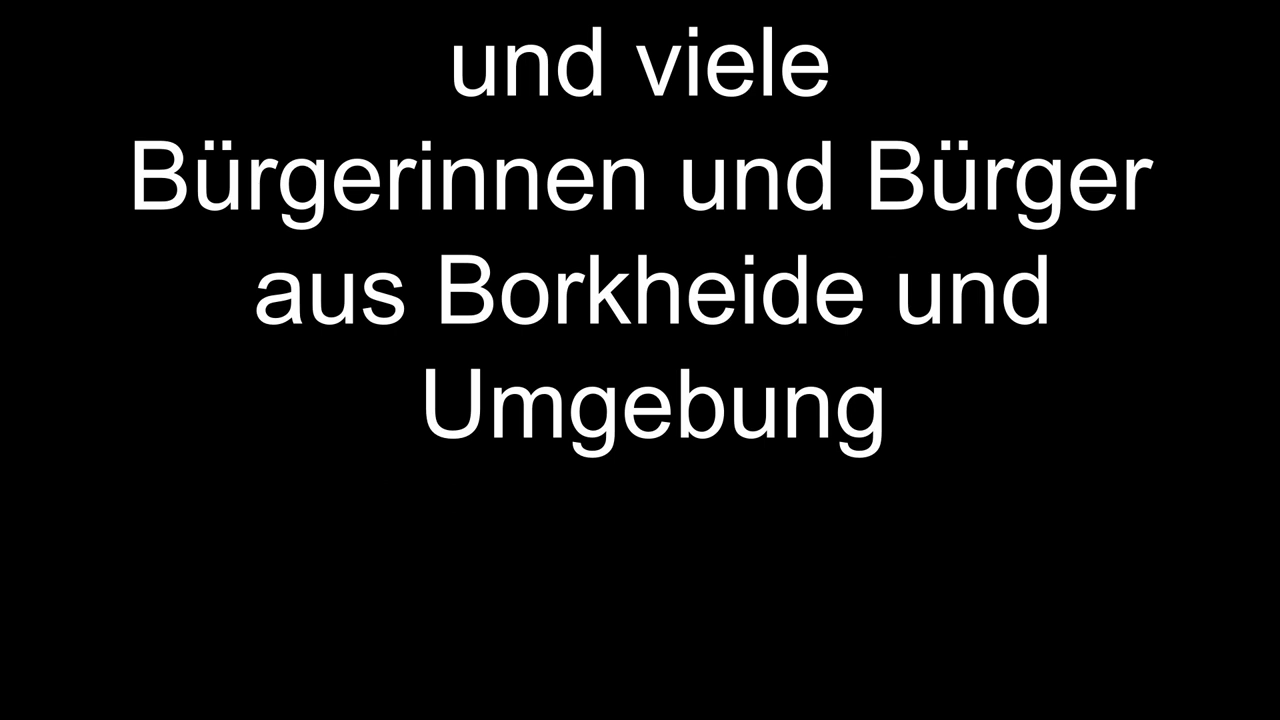 und viele
Bürgerinnen und Bürger
aus Borkheide und
Umgebung